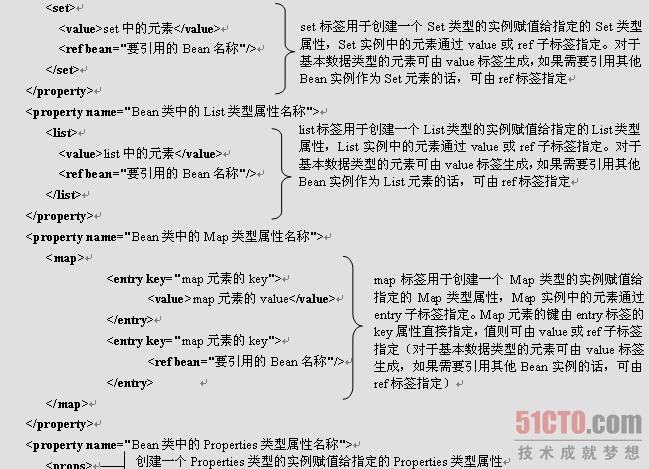 <set>
<value>set 中的元素</value>
<ref bean="要引用的 Bean 名称"/>
</set>
</property>
set 标签用于创建一个 Set 类型的实例赋值给指定的 Set 类型
属性，Set 实例中的元素通过 value 或 ref 子标签指定。对于
基本数据类型的元素可由 value 标签生成，如果需要引用其他
Bean 实例作为 Set 元素的话，可由 ref 标签指定
<property name="Bean 类中的 List 类型属性名称">
<list>
<value>list 中的元素</value>
<ref bean="要引用的 Bean 名称"/>
</list>
</property>
list 标签用于创建一个 List 类型的实例赋值给指定的 List 类型
属性，List 实例中的元素通过 value 或 ref 子标签指定。对于
基本数据类型的元素可由 value 标签生成，如果需要引用其他
Bean 实例作为 List 元素的话，可由 ref 标签指定
<property name="Bean 类中的 Map 类型属性名称">
<map>
<entry key="map 元素的 key">
<value>map 元素的 value</value>
</entry>
<entry key="map 元素的 key">
<ref bean="要引用的 Bean 名称"/>
</entry>
</map>
</property>
map 标签用于创建一个 Map 类型的实例赋值给
指定的 Map 类型属性，Map 实例中的元素通过
entry 子标签指定。Map 元素的键由 entry 标签的
key 属性直接指定，值则可由 value 或 ref 子标签
指定（对于基本数据类型的元素可由 value 标签
生成，如果需要引用其他 Bean 实例的话，可由
ref 标签指定）
<property name="Bean 类中的 Properties 类型属性名称">
<props>
创建一个 Properties 类型的实例赋值给指定的 Properties 类型属性
51CTO.com
技术成就梦想